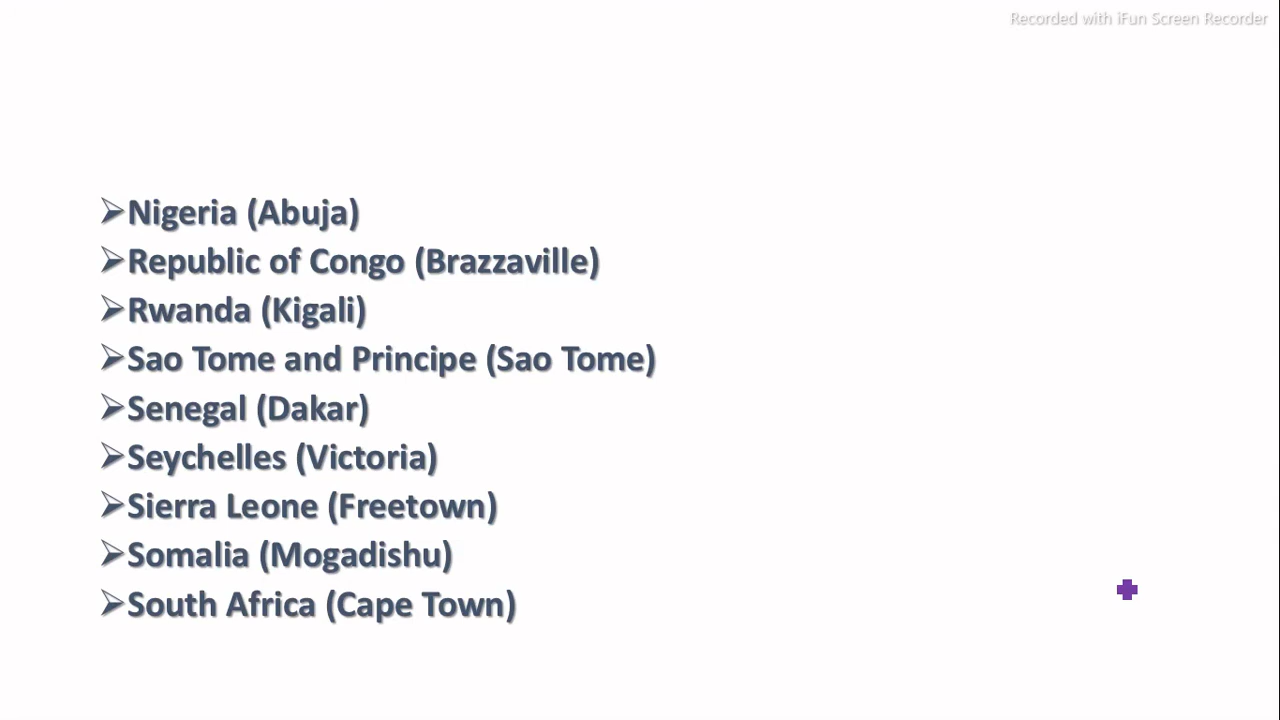 Recorded with iFun Screen Recorder
➢Nigeria (Abuja)
➢Republic of Congo (Brazzaville)
➢Rwanda (Kigali)
➢Sao Tome and Principe (Sao Tome)
➢Senegal (Dakar)
➢Seychelles (Victoria)
➢Sierra Leone (Freetown)
➢Somalia (Mogadishu)
➢South Africa (Cape Town)